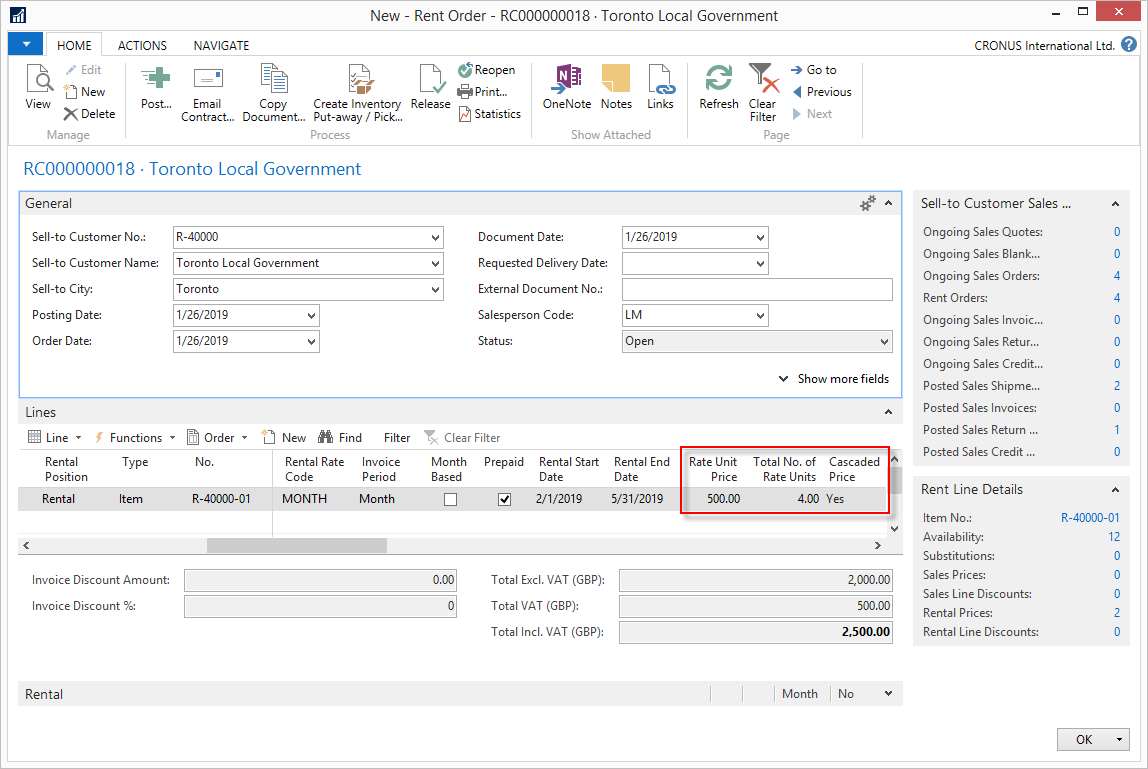 New - Rent Order - RC000000018 · Toronto Local Government
HOME ACTIONS NAVIGATE CRONUS International Ltd. ?
View
Edit
New
Delete
Manage
Post...
Email Contract...
Copy Document...
Create Inventory Put-away / Pick...
Release
Reopen
Print...
Statistics
Process
OneNote
Notes
Links
Show Attached
Refresh
Clear Filter
Go to
Previous
Next
Page
RC000000018 · Toronto Local Government
General
Sell-to Customer No.: R-40000
Sell-to Customer Name: Toronto Local Government
Sell-to City: Toronto
Posting Date: 1/26/2019
Order Date: 1/26/2019
Document Date: 1/26/2019
Requested Delivery Date:
External Document No.:
Salesperson Code: LM
Status: Open
Show more fields
Lines
Line Functions Order New Find Filter Clear Filter
Rental Position Type No. Rental Rate Code Invoice Period Month Based Prepaid Rental Start Date Rental End Date Rate Unit Price Total No. of Rate Units Cascaded Price
Rental Item R-40000-01 MONTH Month 2/1/2019 5/31/2019 500.00 4.00 Yes
Invoice Discount Amount: 0.00
Invoice Discount %: 0
Total Excl. VAT (GBP): 2,000.00
Total VAT (GBP): 500.00
Total Incl. VAT (GBP): 2,500.00
Rental Month No
Sell-to Customer Sales ...
Ongoing Sales Quotes: 0
Ongoing Sales Blank... 0
Ongoing Sales Orders: 4
Rent Orders: 4
Ongoing Sales Invoic... 0
Ongoing Sales Retur... 0
Ongoing Sales Credit... 0
Posted Sales Shipme... 2
Posted Sales Invoices: 0
Posted Sales Return ... 1
Posted Sales Credit ... 0
Rent Line Details
Item No.: R-40000-01
Availability: 12
Substitutions: 0
Sales Prices: 0
Sales Line Discounts: 0
Rental Prices: 2
Rental Line Discounts: 0
OK